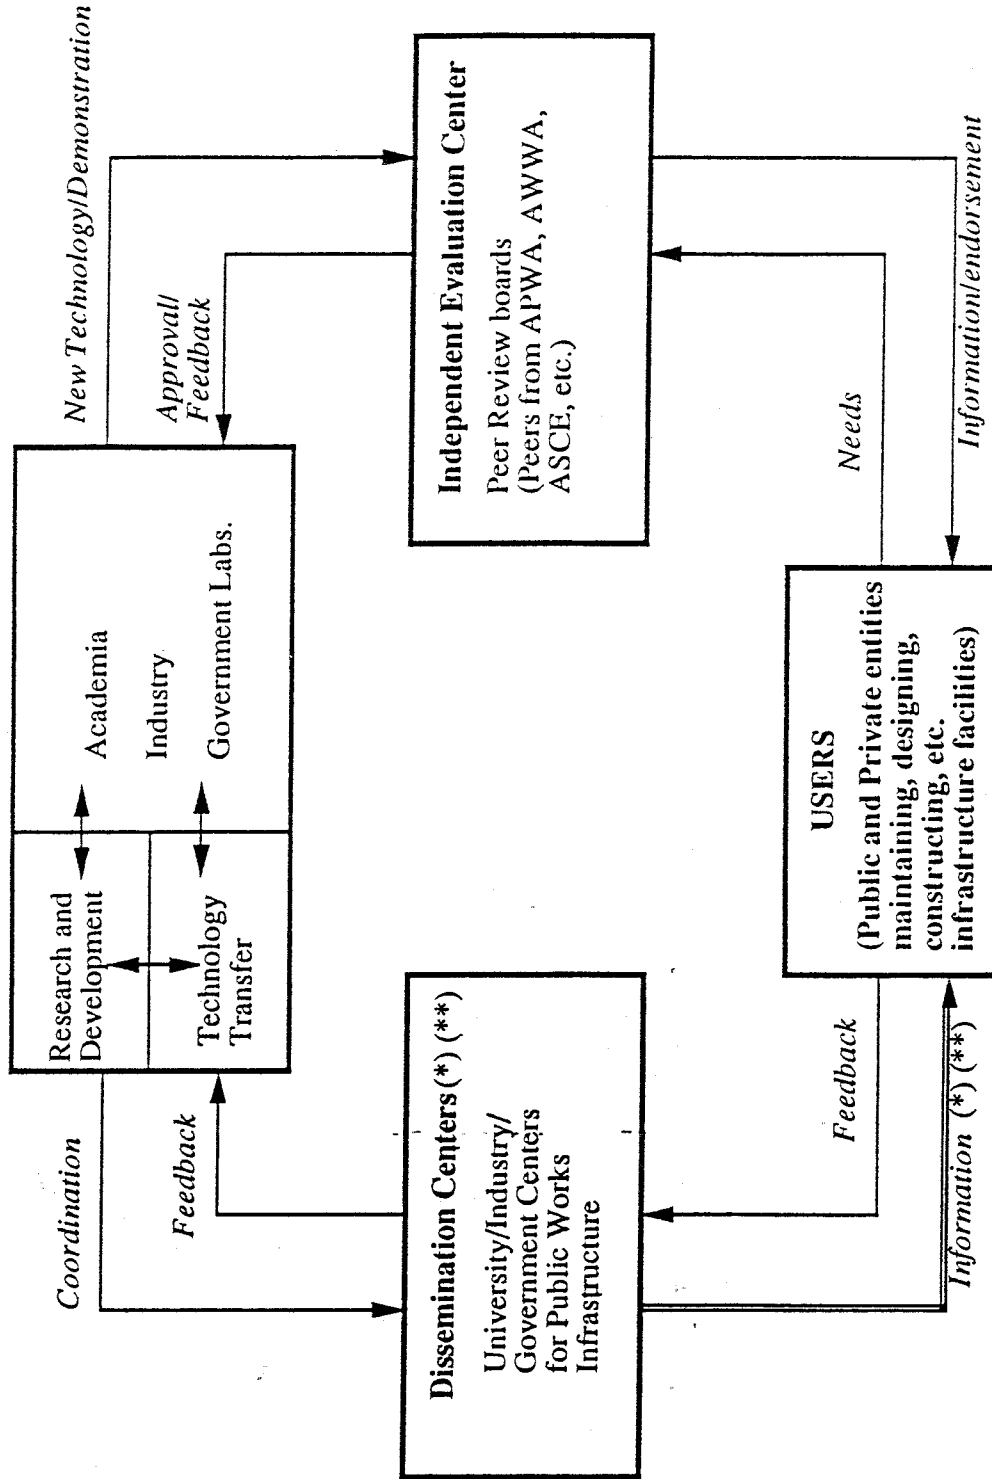 Coordination
Feedback
Research and
Development
Technology
Transfer
Academia
Industry
Government Labs.
New Technology/Demonstration
Approval/
Feedback
Dissemination Centers(*) (**)
University/Industry/
Government Centers
for Public Works
Infrastructure
Independent Evaluation Center
Peer Review boards
(Peers from APWA, AWWA,
ASCE, etc.)
Feedback
Information (*) (**)
USERS
(Public and Private entities
maintaining, designing,
constructing, etc.
infrastructure facilities)
Needs
Information/endorsement